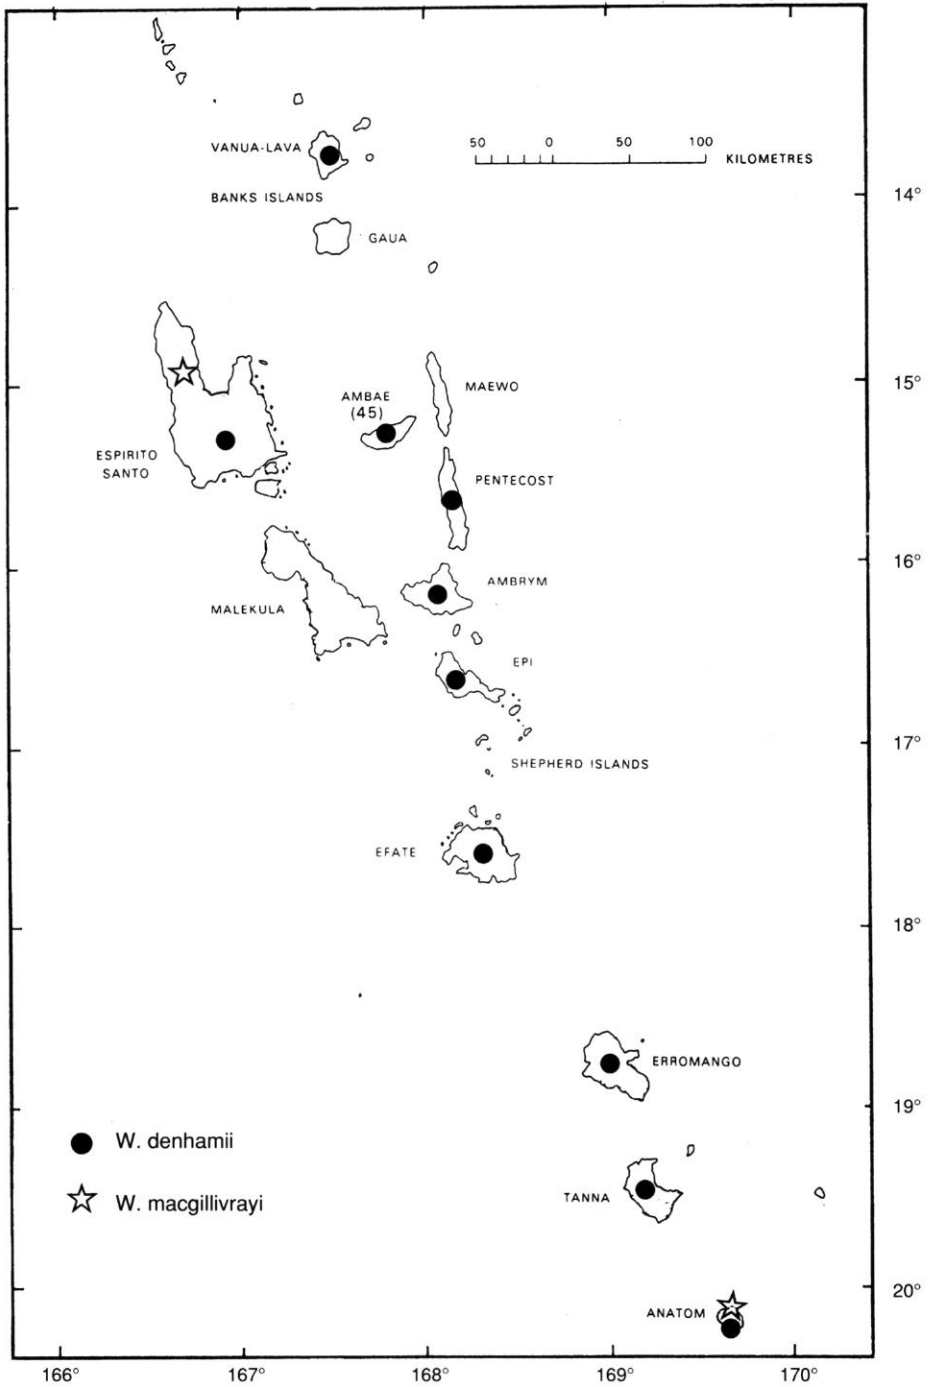 50 0 50 100
KILOMETRES
VANUA-LAVA
BANKS ISLANDS
14°
GAUA
MAEWO
15°
AMBAE
(45)
ESPIRITO
SANTO
PENTECOST
16°
AMBRYM
MALEKULA
EPI
17°
SHEPHERD ISLANDS
EFATE
18°
ERROMANGO
19°
W. denhamii
W. macgillivrayi
TANNA
20°
ANATOM
166° 167° 168° 169° 170°